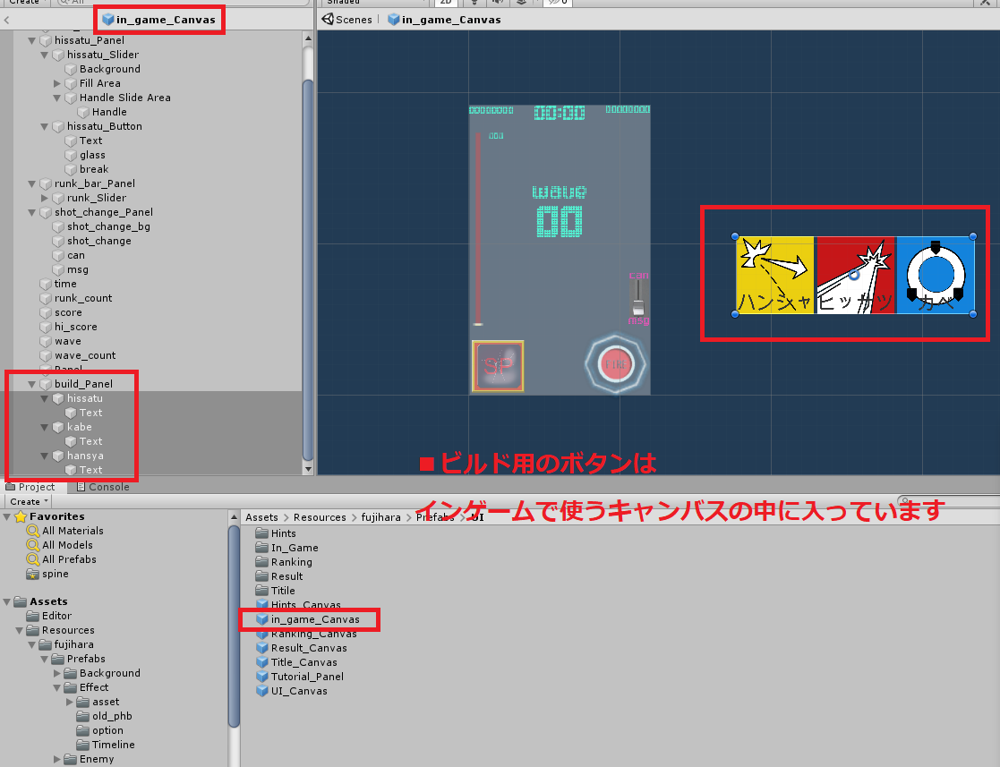 Create
All
Shaded
2D
0
in_game_Canvas
Scenes
in_game_Canvas
hissatu_Panel
hissatu_Slider
Background
Fill Area
Handle Slide Area
Handle
hissatu_Button
Text
glass
break
runk_bar_Panel
runk_Slider
shot_change_Panel
shot_change_bg
shot_change
can
msg
time
runk_count
score
hi_score
wave
wave_count
Panel
build_Panel
hissatu
Text
kabe
Text
hansya
Text
00000000 00:00 00000000
000
wave
00
can
msg
SP
FIRE
ハンシャ ヒッサツ カベ
■ビルド用のボタンは
インゲームで使うキャンバスの中に入っています
Project Console
Create
Favorites
All Materials
All Models
All Prefabs
spine
Assets
Editor
Resources
fujihara
Prefabs
Background
Effect
asset
old_phb
option
Timeline
Enemy
Assets > Resources > fujihara > Prefabs > UI
Hints
In_Game
Ranking
Result
Titile
Hints_Canvas
in_game_Canvas
Ranking_Canvas
Result_Canvas
Title_Canvas
Tutorial_Panel
UI_Canvas